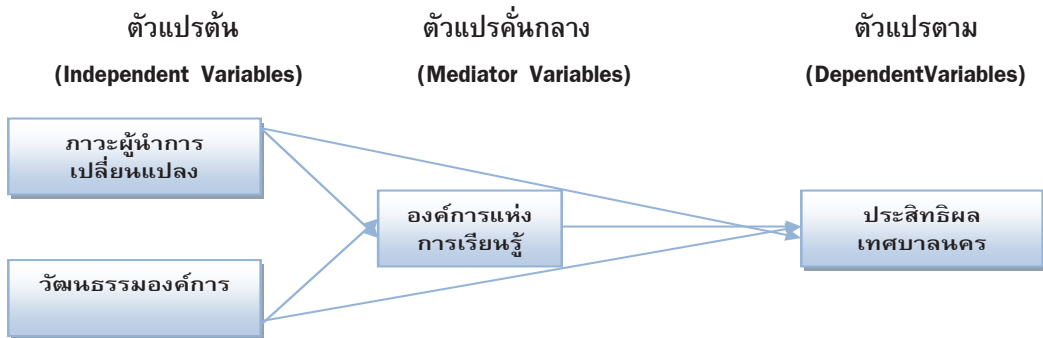 ตัวแปรต้น ตัวแปรคั่นกลาง ตัวแปรตาม
(Independent Variables) (Mediator Variables) (DependentVariables)
ภาวะผู้นำการ
เปลี่ยนแปลง
องค์การแห่ง
การเรียนรู้
ประสิทธิผล
เทศบาลนคร
วัฒนธรรมองค์การ